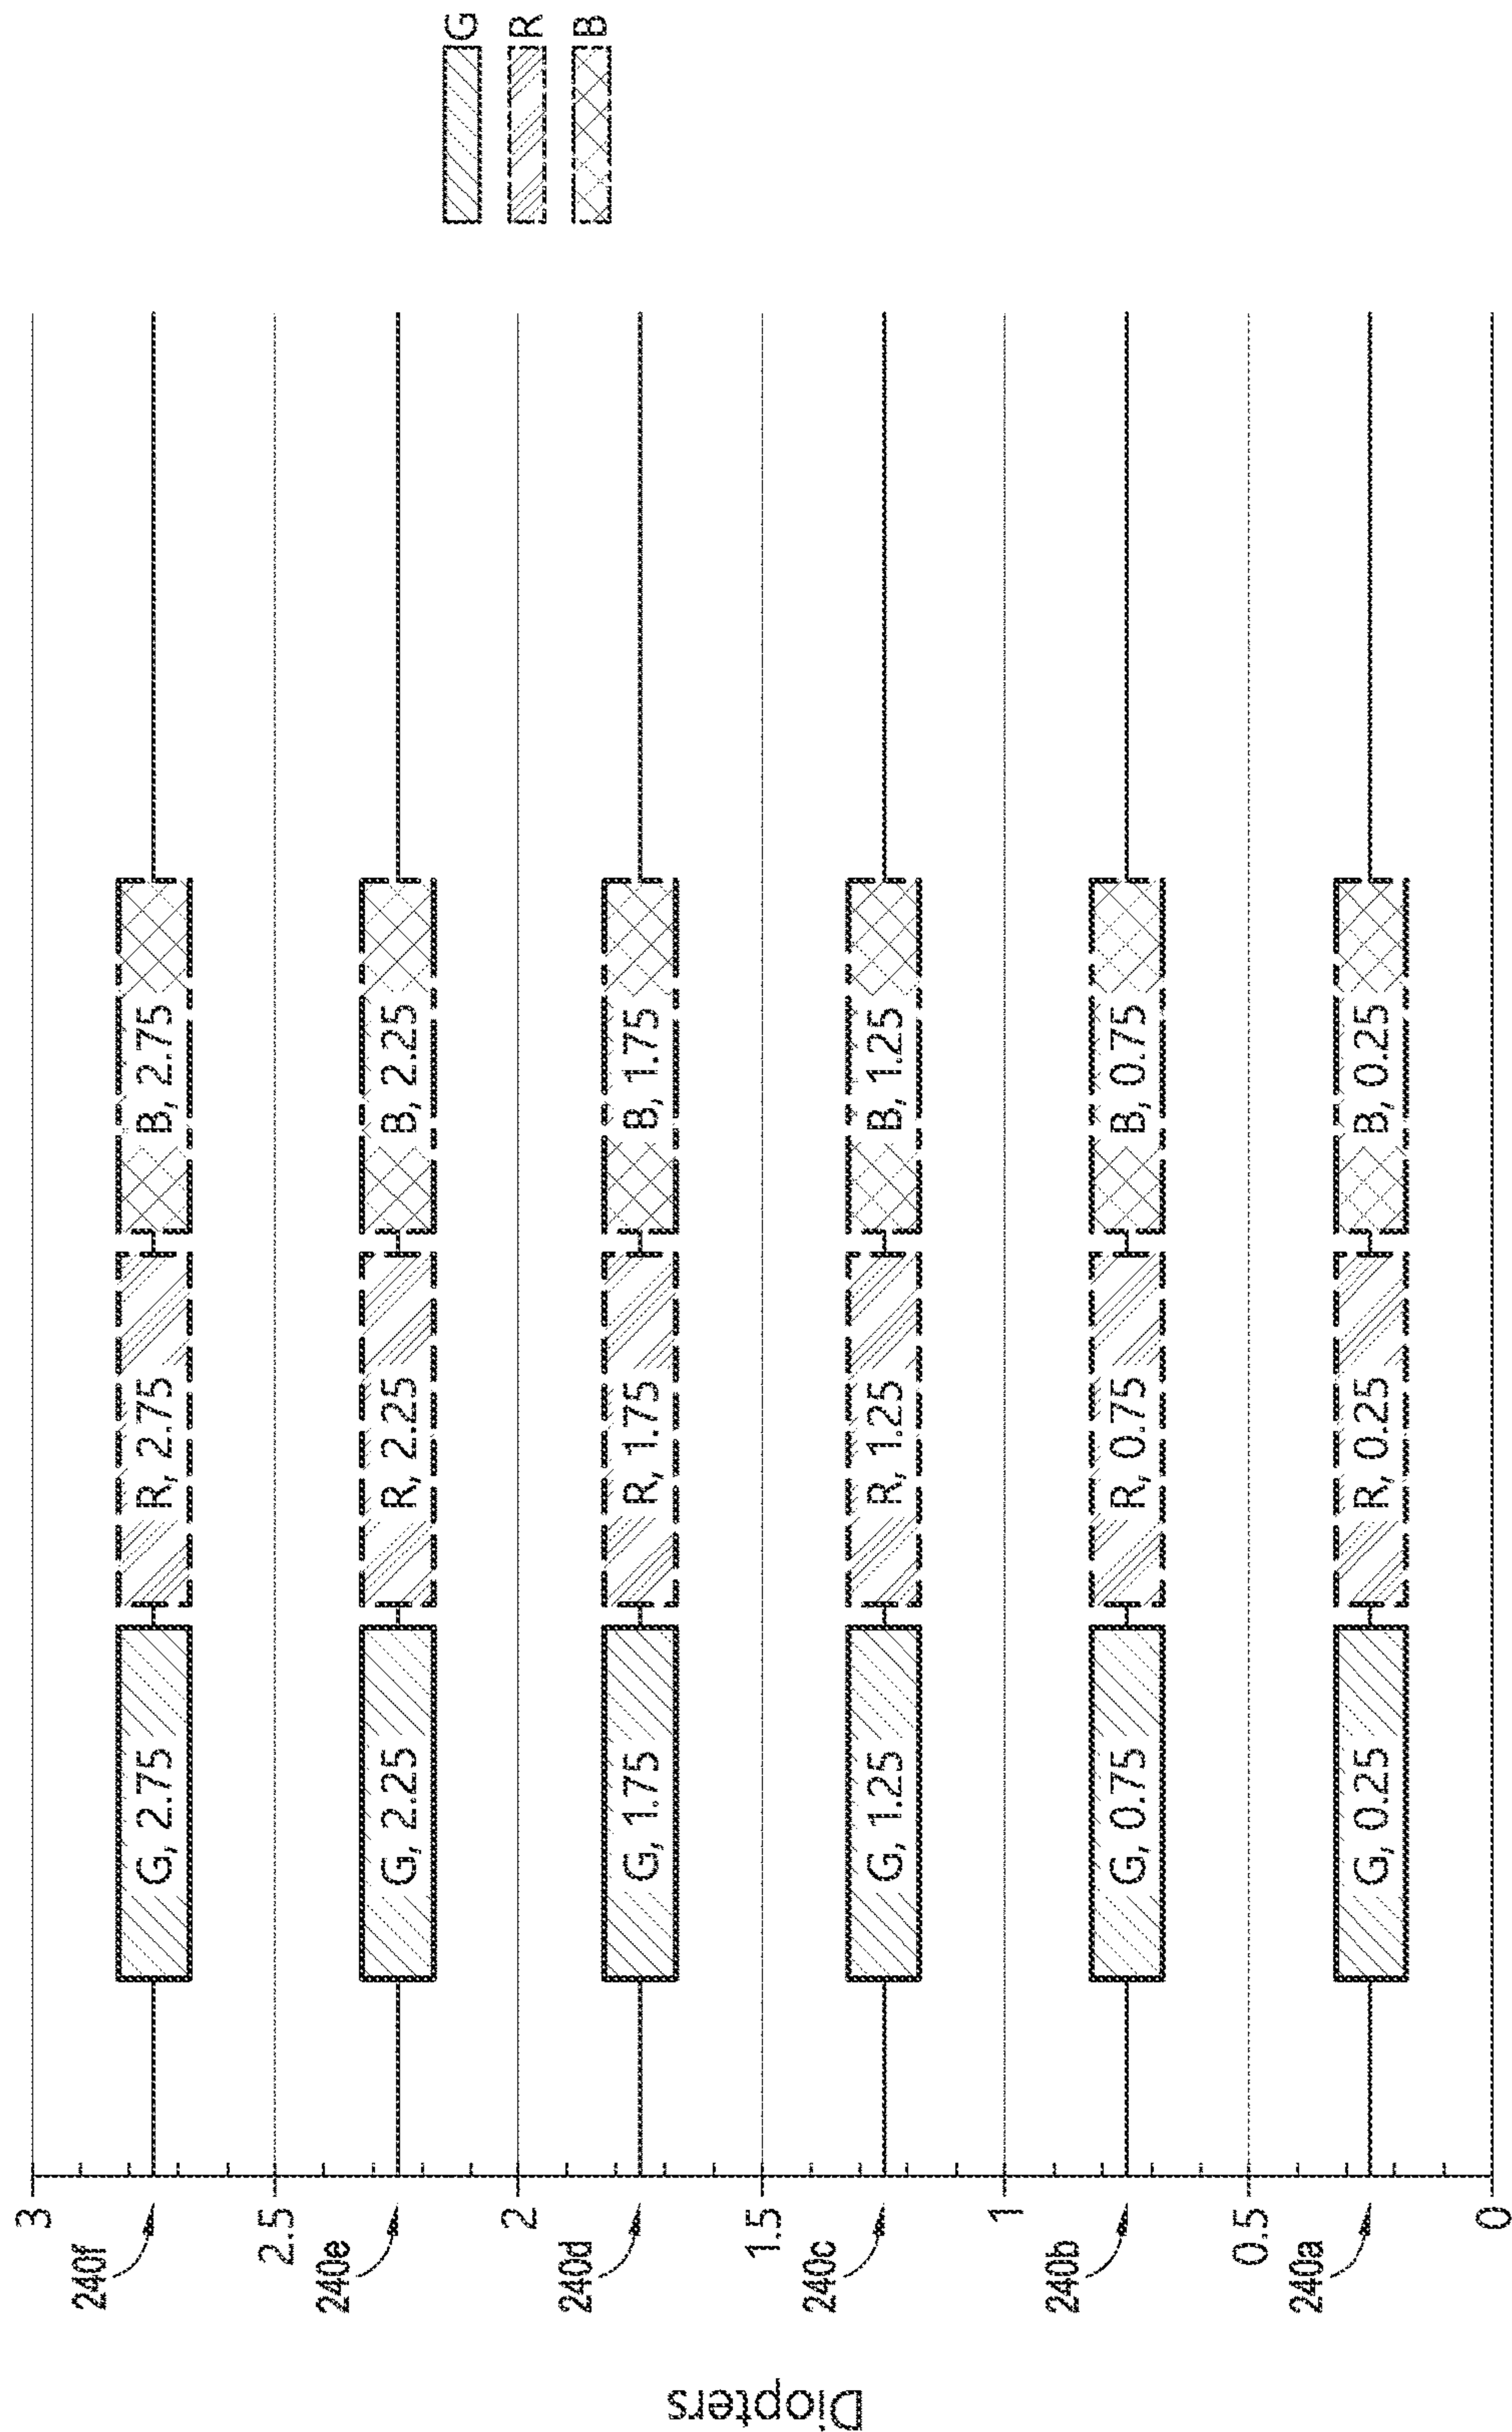 Diopters
3
240f
G, 2.75 R, 2.75 B, 2.75
2.5
240e
G, 2.25 R, 2.25 B, 2.25
2
240d
G, 1.75 R, 1.75 B, 1.75
1.5
240c
G, 1.25 R, 1.25 B, 1.25
1
240b
G, 0.75 R, 0.75 B, 0.75
0.5
240a
G, 0.25 R, 0.25 B, 0.25
0
G
R
B